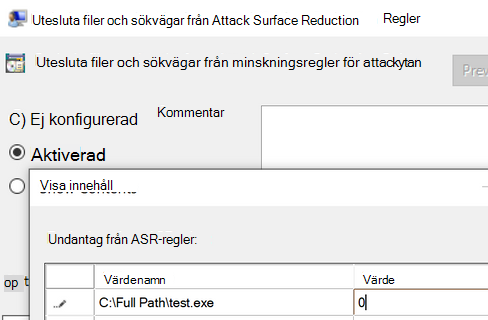 Utesluta filer och sökvägar från Attack Surface Reduction Regler
Utesluta filer och sökvägar från minskningsregler för attackytan
Prev
C) Ej konfigurerad Kommentar
Aktiverad
Visa innehåll
Undantag från ASR-regler:
op t
Värdenamn Värde
C:\Full Path\test.exe 0